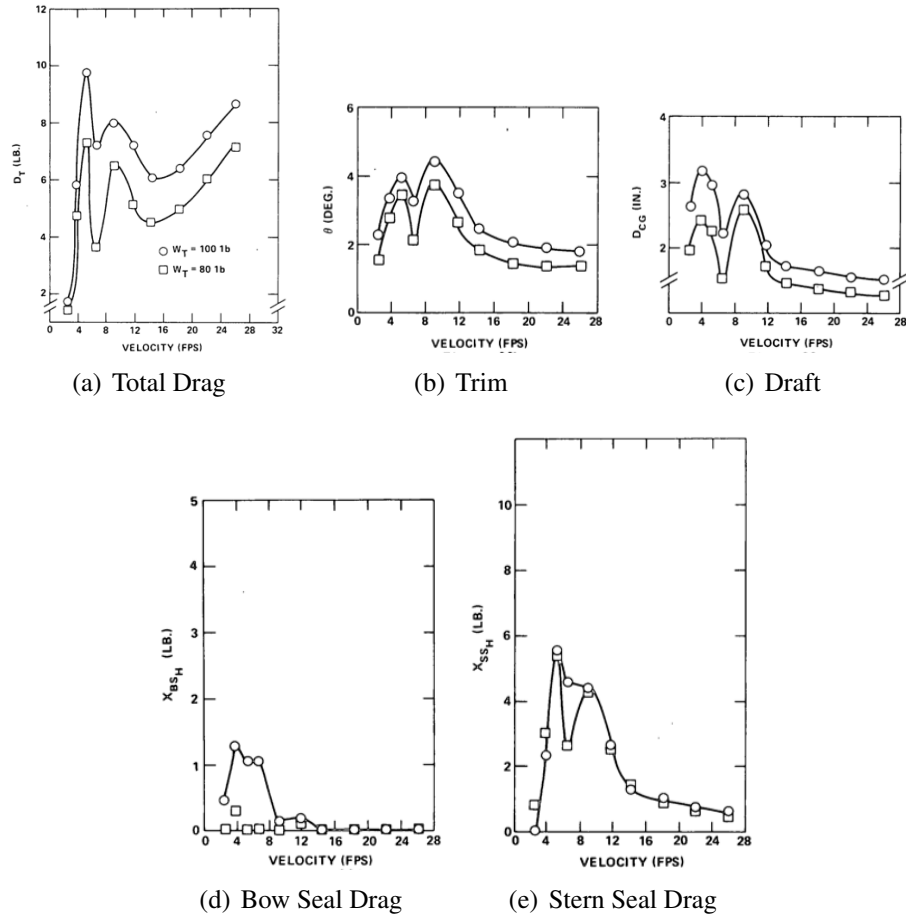 12
10
8
6
4
2
D_T (LB.)
W_T = 100 1b
W_T = 80 1b
0 4 8 12 16 20 24 28 32
VELOCITY (FPS)
(a) Total Drag
6
4
2
0
θ (DEG.)
0 4 8 12 16 20 24 28
VELOCITY (FPS)
(b) Trim
4
3
2
D_CG (IN.)
0 4 8 12 16 20 24 28
VELOCITY (FPS)
(c) Draft
5
4
3
2
1
0
X_BS_H (LB.)
0 4 8 12 16 20 24 28
VELOCITY (FPS)
(d) Bow Seal Drag
10
8
6
4
2
0
X_SS_H (LB.)
0 4 8 12 16 20 24 28
VELOCITY (FPS)
(e) Stern Seal Drag